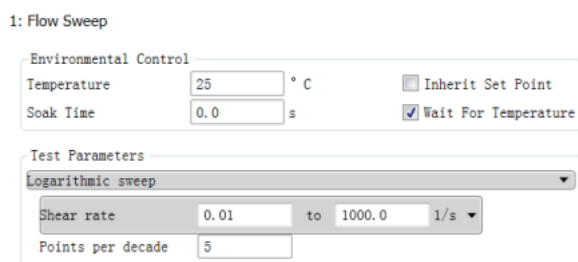 1: Flow Sweep
Environmental Control
Temperature 25 ° C Inherit Set Point
Soak Time 0.0 s Wait For Temperature
Test Parameters
Logarithmic sweep
Shear rate 0.01 to 1000.0 1/s
Points per decade 5